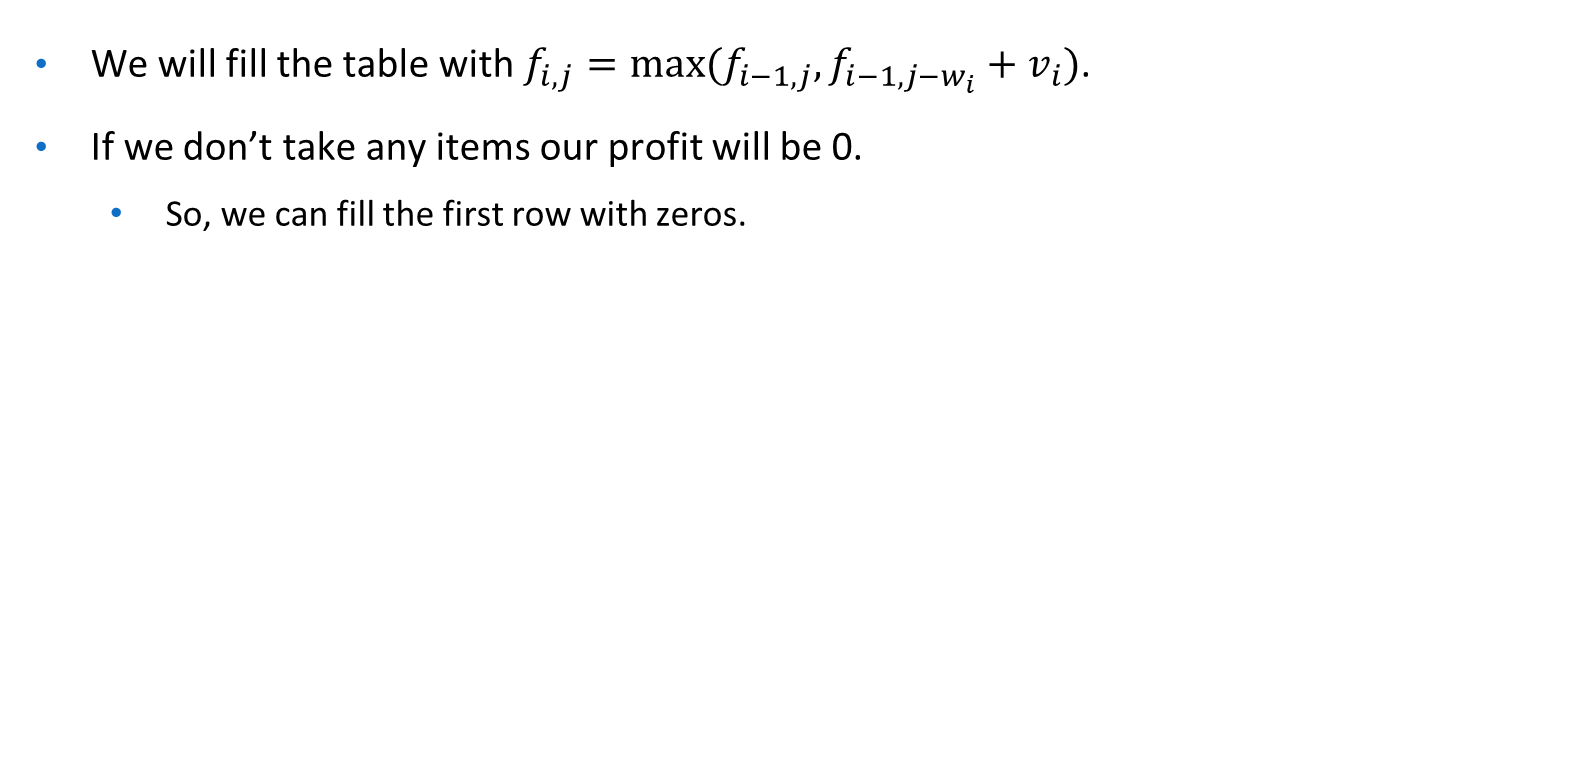 • We will fill the table with $f_{i,j} = \max(f_{i-1,j}, f_{i-1,j-w_i} + v_i)$.
• If we don’t take any items our profit will be 0.
• So, we can fill the first row with zeros.